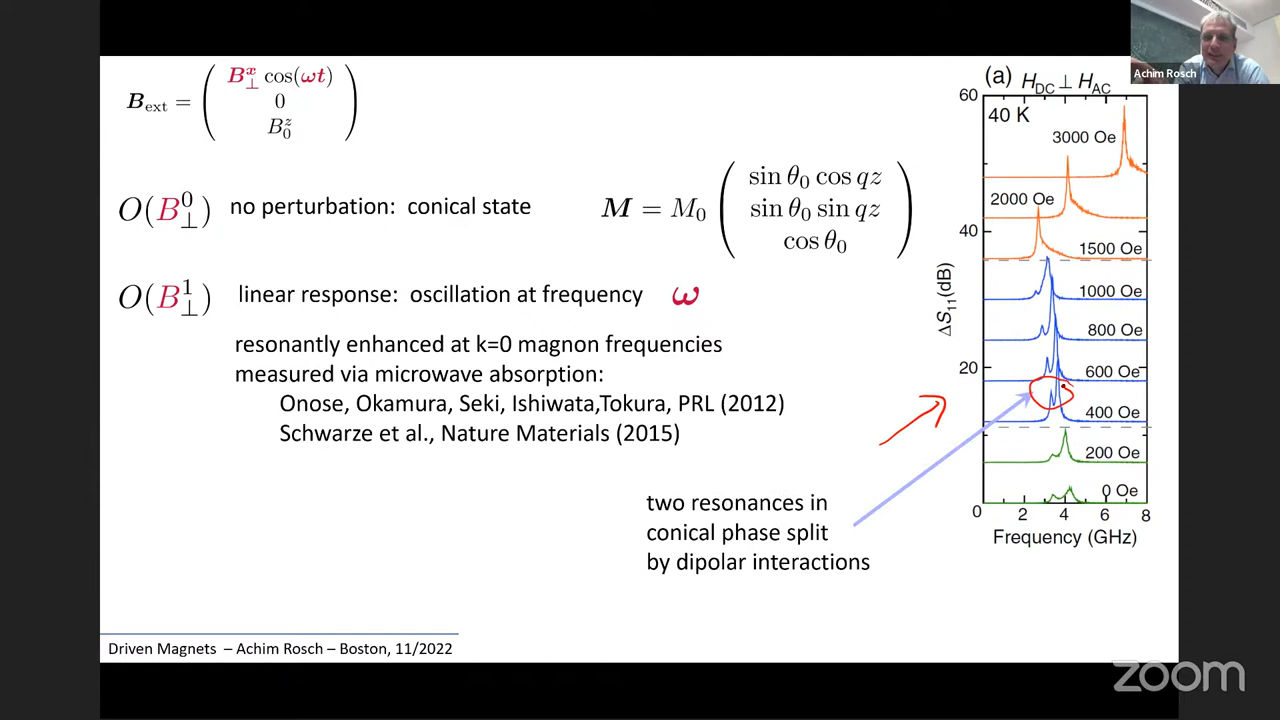 B_ext = ( B^x_⊥ cos(ωt) 0 B^z_0 )
O(B^0_⊥) no perturbation: conical state
M = M_0 ( sin θ_0 cos qz sin θ_0 sin qz cos θ_0 )
O(B^1_⊥) linear response: oscillation at frequency ω
resonantly enhanced at k=0 magnon frequencies
measured via microwave absorption:
Onose, Okamura, Seki, Ishiwata,Tokura, PRL (2012)
Schwarze et al., Nature Materials (2015)
two resonances in
conical phase split
by dipolar interactions
Driven Magnets – Achim Rosch – Boston, 11/2022
Achim Rosch
(a) H_DC ⊥ H_AC
60
40 K
3000 Oe
2000 Oe
40
1500 Oe
1000 Oe
800 Oe
20
600 Oe
400 Oe
200 Oe
0 Oe
ΔS_11(dB)
0 2 4 6 8
Frequency (GHz)
zoom